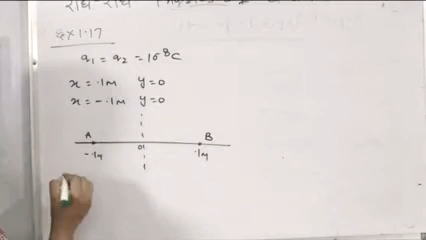 Ex 1.17
q₁ = q₂ = 10⁻⁸C
x = .1m y=0
x = -.1m y=0
A B
-.1m .1m